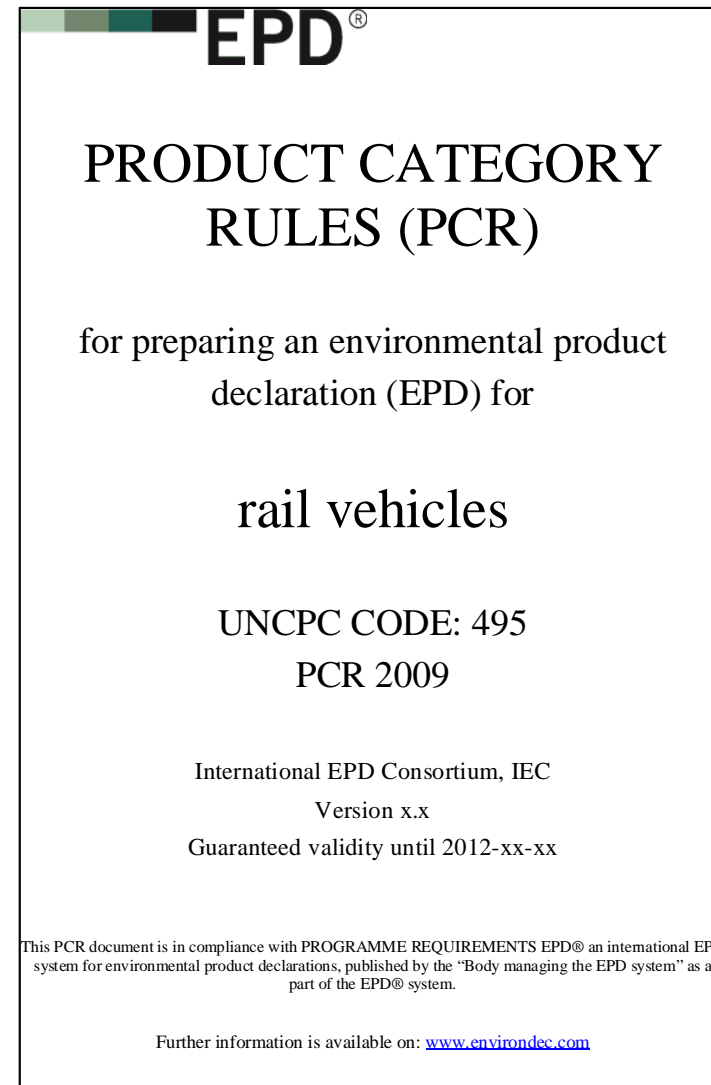 EPD®
PRODUCT CATEGORY
RULES (PCR)
for preparing an environmental product
declaration (EPD) for
rail vehicles
UNCPC CODE: 495
PCR 2009
International EPD Consortium, IEC
Version x.x
Guaranteed validity until 2012-xx-xx
This PCR document is in compliance with PROGRAMME REQUIREMENTS EPD® an international EP
system for environmental product declarations, published by the “Body managing the EPD system” as a
part of the EPD® system.
Further information is available on: www.environdec.com